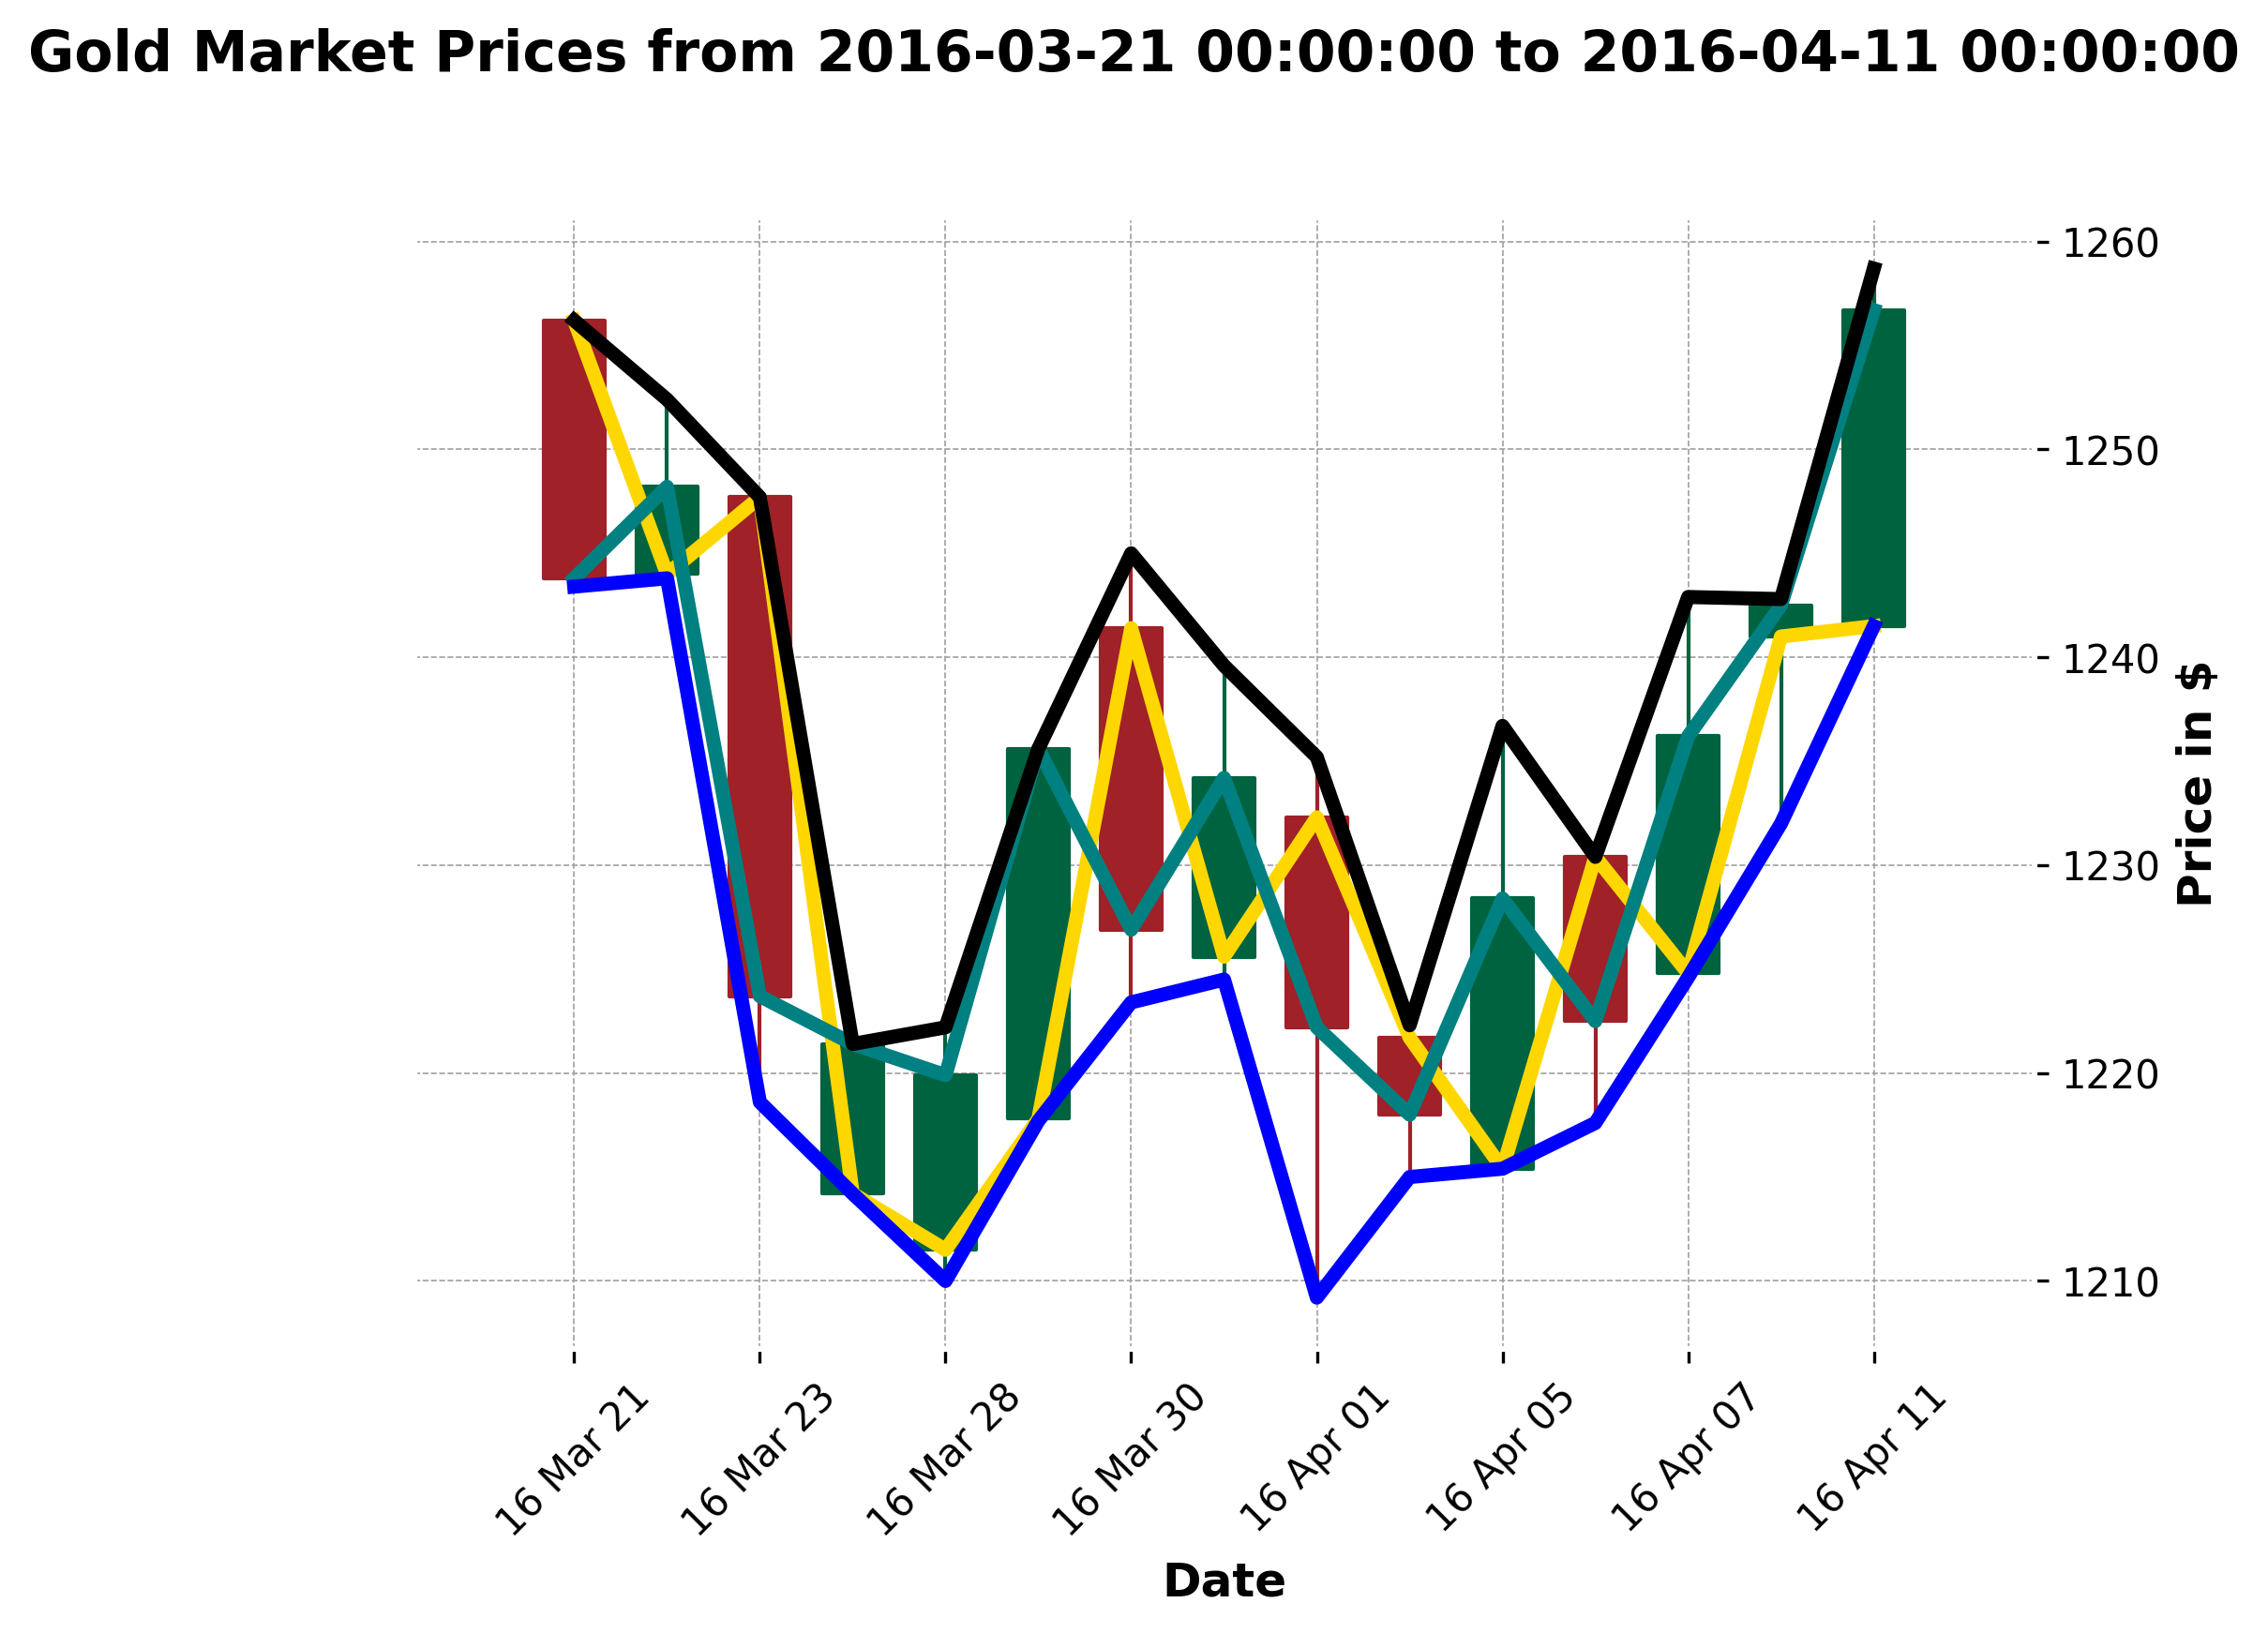 Gold Market Prices from 2016-03-21 00:00:00 to 2016-04-11 00:00:00
1260
1250
1240
1230
1220
1210
Price in $
16 Mar 21
16 Mar 23
16 Mar 28
16 Mar 30
16 Apr 01
16 Apr 05
16 Apr 07
16 Apr 11
Date